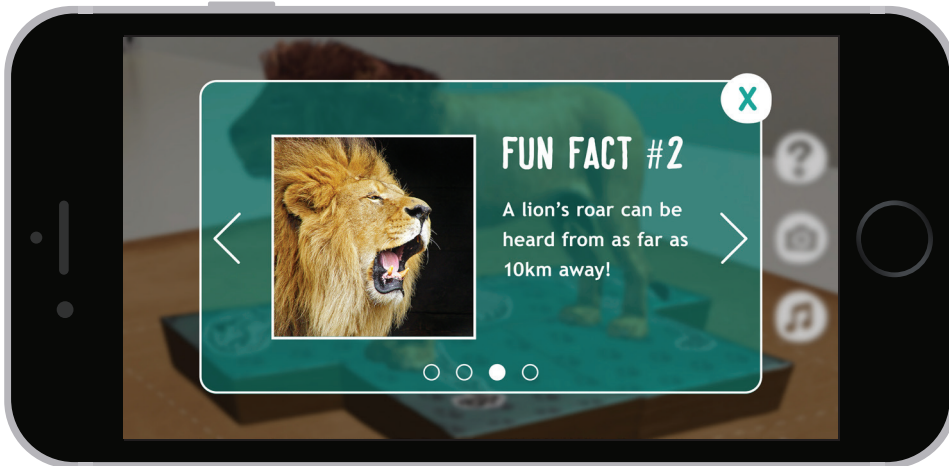 X
FUN FACT #2
A lion’s roar can be
heard from as far as
10km away!
?